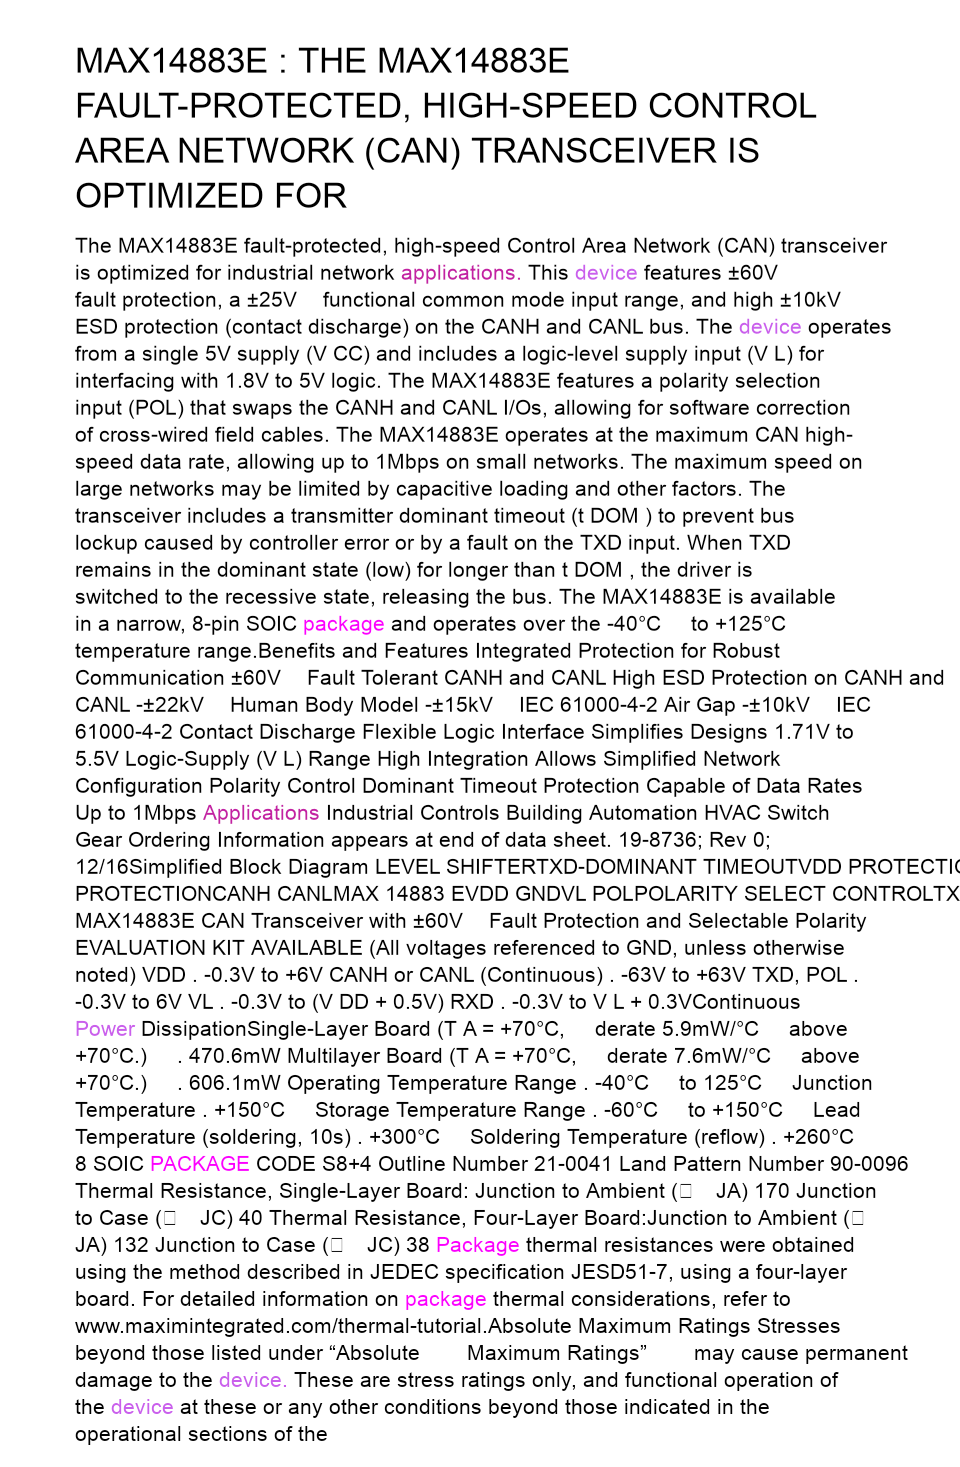 MAX14883E : THE MAX14883E
FAULT-PROTECTED, HIGH-SPEED CONTROL
AREA NETWORK (CAN) TRANSCEIVER IS
OPTIMIZED FOR
The MAX14883E fault-protected, high-speed Control Area Network (CAN) transceiver
is optimized for industrial network applications. This device features ±60V
fault protection, a ±25V functional common mode input range, and high ±10kV
ESD protection (contact discharge) on the CANH and CANL bus. The device operates
from a single 5V supply (V CC) and includes a logic-level supply input (V L) for
interfacing with 1.8V to 5V logic. The MAX14883E features a polarity selection
input (POL) that swaps the CANH and CANL I/Os, allowing for software correction
of cross-wired field cables. The MAX14883E operates at the maximum CAN high-
speed data rate, allowing up to 1Mbps on small networks. The maximum speed on
large networks may be limited by capacitive loading and other factors. The
transceiver includes a transmitter dominant timeout (t DOM ) to prevent bus
lockup caused by controller error or by a fault on the TXD input. When TXD
remains in the dominant state (low) for longer than t DOM , the driver is
switched to the recessive state, releasing the bus. The MAX14883E is available
in a narrow, 8-pin SOIC package and operates over the -40°C to +125°C
temperature range.Benefits and Features Integrated Protection for Robust
Communication ±60V Fault Tolerant CANH and CANL High ESD Protection on CANH and
CANL -±22kV Human Body Model -±15kV IEC 61000-4-2 Air Gap -±10kV IEC
61000-4-2 Contact Discharge Flexible Logic Interface Simplifies Designs 1.71V to
5.5V Logic-Supply (V L) Range High Integration Allows Simplified Network
Configuration Polarity Control Dominant Timeout Protection Capable of Data Rates
Up to 1Mbps Applications Industrial Controls Building Automation HVAC Switch
Gear Ordering Information appears at end of data sheet. 19-8736; Rev 0;
12/16Simplified Block Diagram LEVEL SHIFTERTXD-DOMINANT TIMEOUTVDD PROTECTIO
PROTECTIONCANH CANLMAX 14883 EVDD GNDVL POLPOLARITY SELECT CONTROLTX
MAX14883E CAN Transceiver with ±60V Fault Protection and Selectable Polarity
EVALUATION KIT AVAILABLE (All voltages referenced to GND, unless otherwise
noted) VDD . -0.3V to +6V CANH or CANL (Continuous) . -63V to +63V TXD, POL .
-0.3V to 6V VL . -0.3V to (V DD + 0.5V) RXD . -0.3V to V L + 0.3VContinuous
Power DissipationSingle-Layer Board (T A = +70°C, derate 5.9mW/°C above
+70°C.) . 470.6mW Multilayer Board (T A = +70°C, derate 7.6mW/°C above
+70°C.) . 606.1mW Operating Temperature Range . -40°C to 125°C Junction
Temperature . +150°C Storage Temperature Range . -60°C to +150°C Lead
Temperature (soldering, 10s) . +300°C Soldering Temperature (reflow) . +260°C
8 SOIC PACKAGE CODE S8+4 Outline Number 21-0041 Land Pattern Number 90-0096
Thermal Resistance, Single-Layer Board: Junction to Ambient (□ JA) 170 Junction
to Case (□ JC) 40 Thermal Resistance, Four-Layer Board:Junction to Ambient (□
JA) 132 Junction to Case (□ JC) 38 Package thermal resistances were obtained
using the method described in JEDEC specification JESD51-7, using a four-layer
board. For detailed information on package thermal considerations, refer to
www.maximintegrated.com/thermal-tutorial.Absolute Maximum Ratings Stresses
beyond those listed under “Absolute Maximum Ratings” may cause permanent
damage to the device. These are stress ratings only, and functional operation of
the device at these or any other conditions beyond those indicated in the
operational sections of the